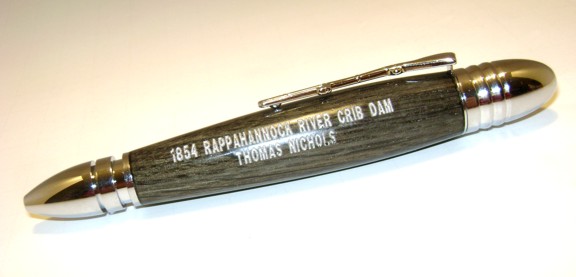 1854 RAPPAHANNOCK RIVER CRIB DAM
THOMAS NICHOLS